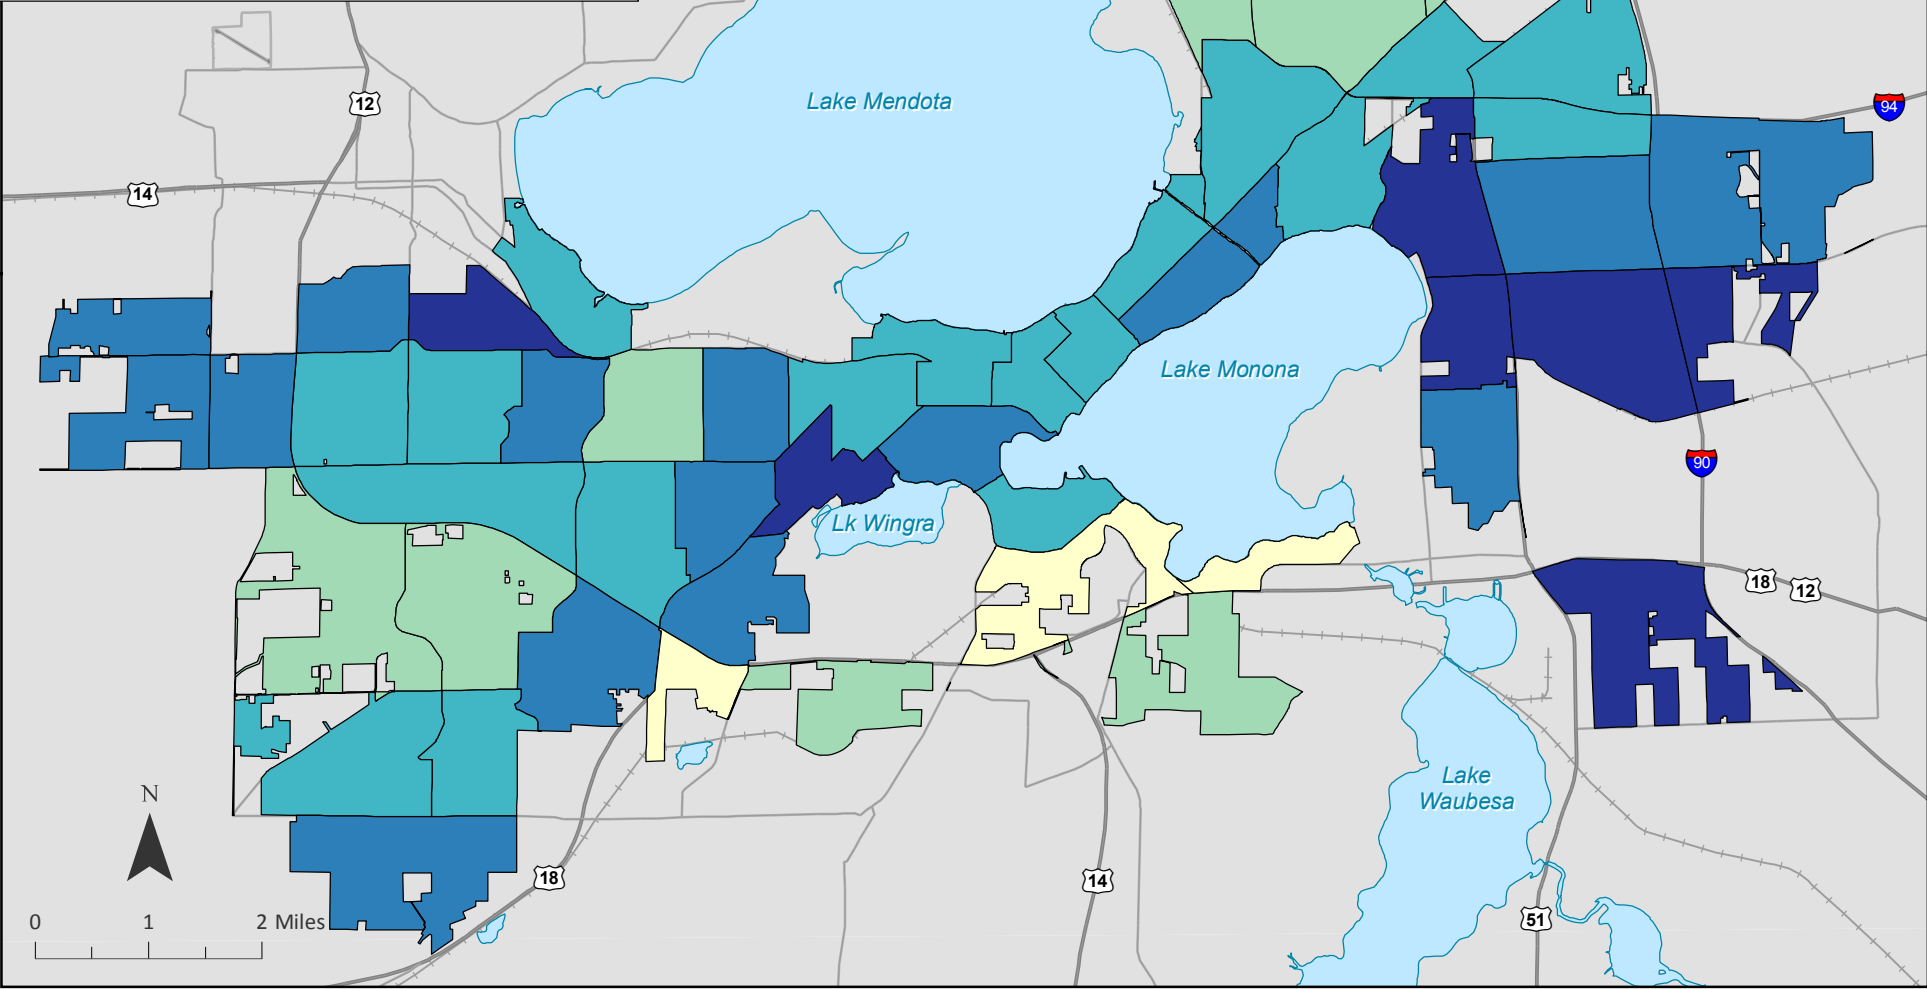 Lake Mendota
12
94
14
Lake Monona
90
Lk Wingra
18
12
Lake
Waubesa
N
18
14
0 1 2 Miles
51